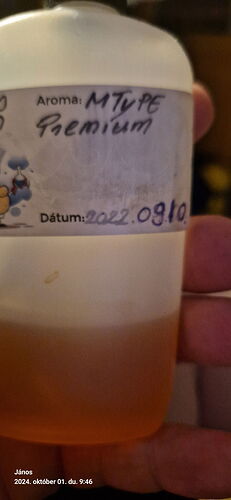 Aroma: MTyPE
Premium
Dátum: 2022.09.10.
János
2024. október 01. du. 9:46